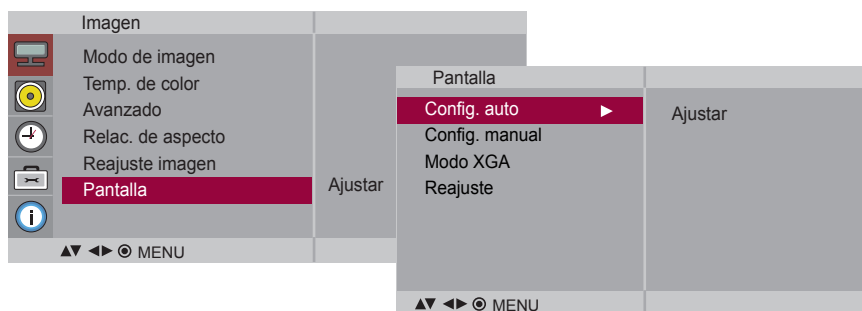 Imagen
Modo de imagen
Temp. de color
Avanzado
Relac. de aspecto
Reajuste imagen
Pantalla
Ajustar
MENU
Pantalla
Config. auto
Ajustar
Config. manual
Modo XGA
Reajuste
MENU